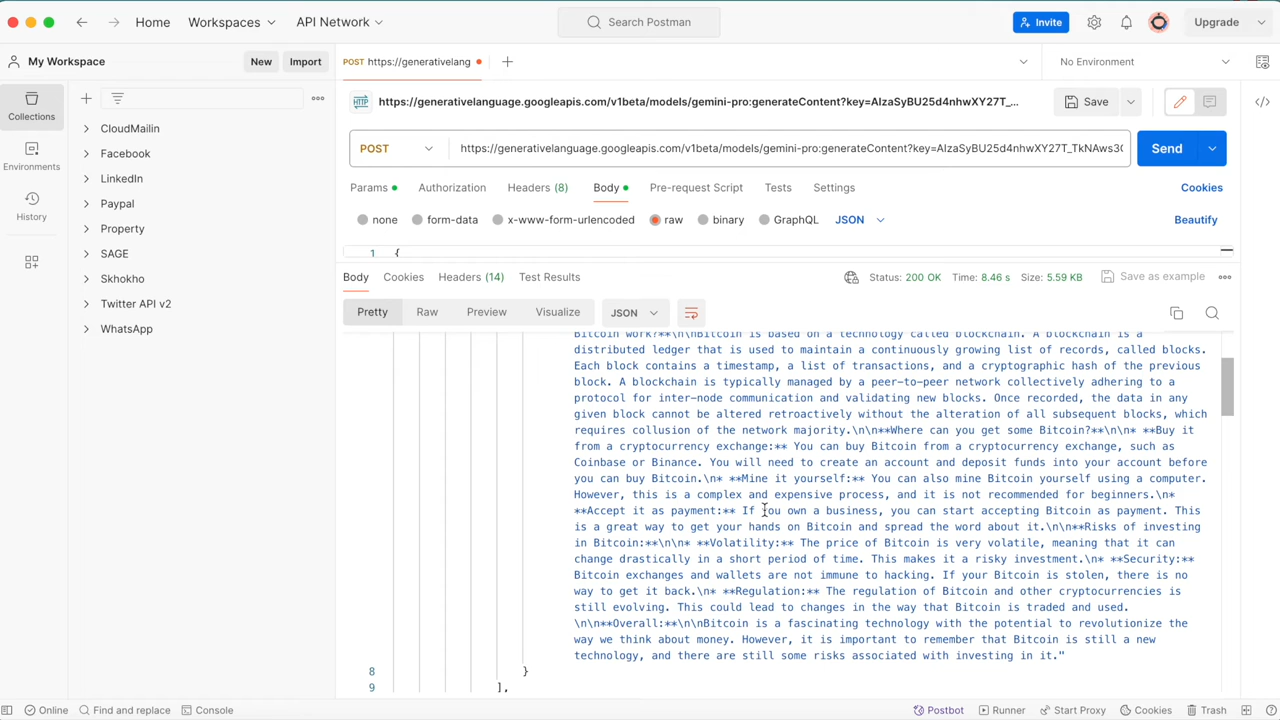 Home
Workspaces
API Network
Search Postman
Invite
Upgrade
My Workspace
New
Import
POST https://generativelang
No Environment
Collections
Environments
History
CloudMailin
Facebook
LinkedIn
Paypal
Property
SAGE
Skhokho
Twitter API v2
WhatsApp
HTTP
https://generativelanguage.googleapis.com/v1beta/models/gemini-pro:generateContent?key=AIzaSyBU25d4nhwXY27T_...
Save
POST
https://generativelanguage.googleapis.com/v1beta/models/gemini-pro:generateContent?key=AIzaSyBU25d4nhwXY27T_TkNAws3
Send
Params
Authorization
Headers (8)
Body
Pre-request Script
Tests
Settings
Cookies
none
form-data
x-www-form-urlencoded
raw
binary
GraphQL
JSON
Beautify
1 {
Body
Cookies
Headers (14)
Test Results
Status: 200 OK
Time: 8.46 s
Size: 5.59 KB
Save as example
Pretty
Raw
Preview
Visualize
JSON
Bitcoin work?**\n\nBitcoin is based on a technology called blockchain. A blockchain is a
distributed ledger that is used to maintain a continuously growing list of records, called blocks.
Each block contains a timestamp, a list of transactions, and a cryptographic hash of the previous
block. A blockchain is typically managed by a peer-to-peer network collectively adhering to a
protocol for inter-node communication and validating new blocks. Once recorded, the data in any
given block cannot be altered retroactively without the alteration of all subsequent blocks, which
requires collusion of the network majority.\n\n**Where can you get some Bitcoin?**\n\n* **Buy it
from a cryptocurrency exchange:** You can buy Bitcoin from a cryptocurrency exchange, such as
Coinbase or Binance. You will need to create an account and deposit funds into your account before
you can buy Bitcoin.\n* **Mine it yourself:** You can also mine Bitcoin yourself using a computer.
However, this is a complex and expensive process, and it is not recommended for beginners.\n*
**Accept it as payment:** If you own a business, you can start accepting Bitcoin as payment. This
is a great way to get your hands on Bitcoin and spread the word about it.\n\n**Risks of investing
in Bitcoin:**\n\n* **Volatility:** The price of Bitcoin is very volatile, meaning that it can
change drastically in a short period of time. This makes it a risky investment.\n* **Security:**
Bitcoin exchanges and wallets are not immune to hacking. If your Bitcoin is stolen, there is no
way to get it back.\n* **Regulation:** The regulation of Bitcoin and other cryptocurrencies is
still evolving. This could lead to changes in the way that Bitcoin is traded and used.
\n\n**Overall:**\n\nBitcoin is a fascinating technology with the potential to revolutionize the
way we think about money. However, it is important to remember that Bitcoin is still a new
technology, and there are still some risks associated with investing in it."
8 }
9 ],
Online
Find and replace
Console
Postbot
Runner
Start Proxy
Cookies
Trash